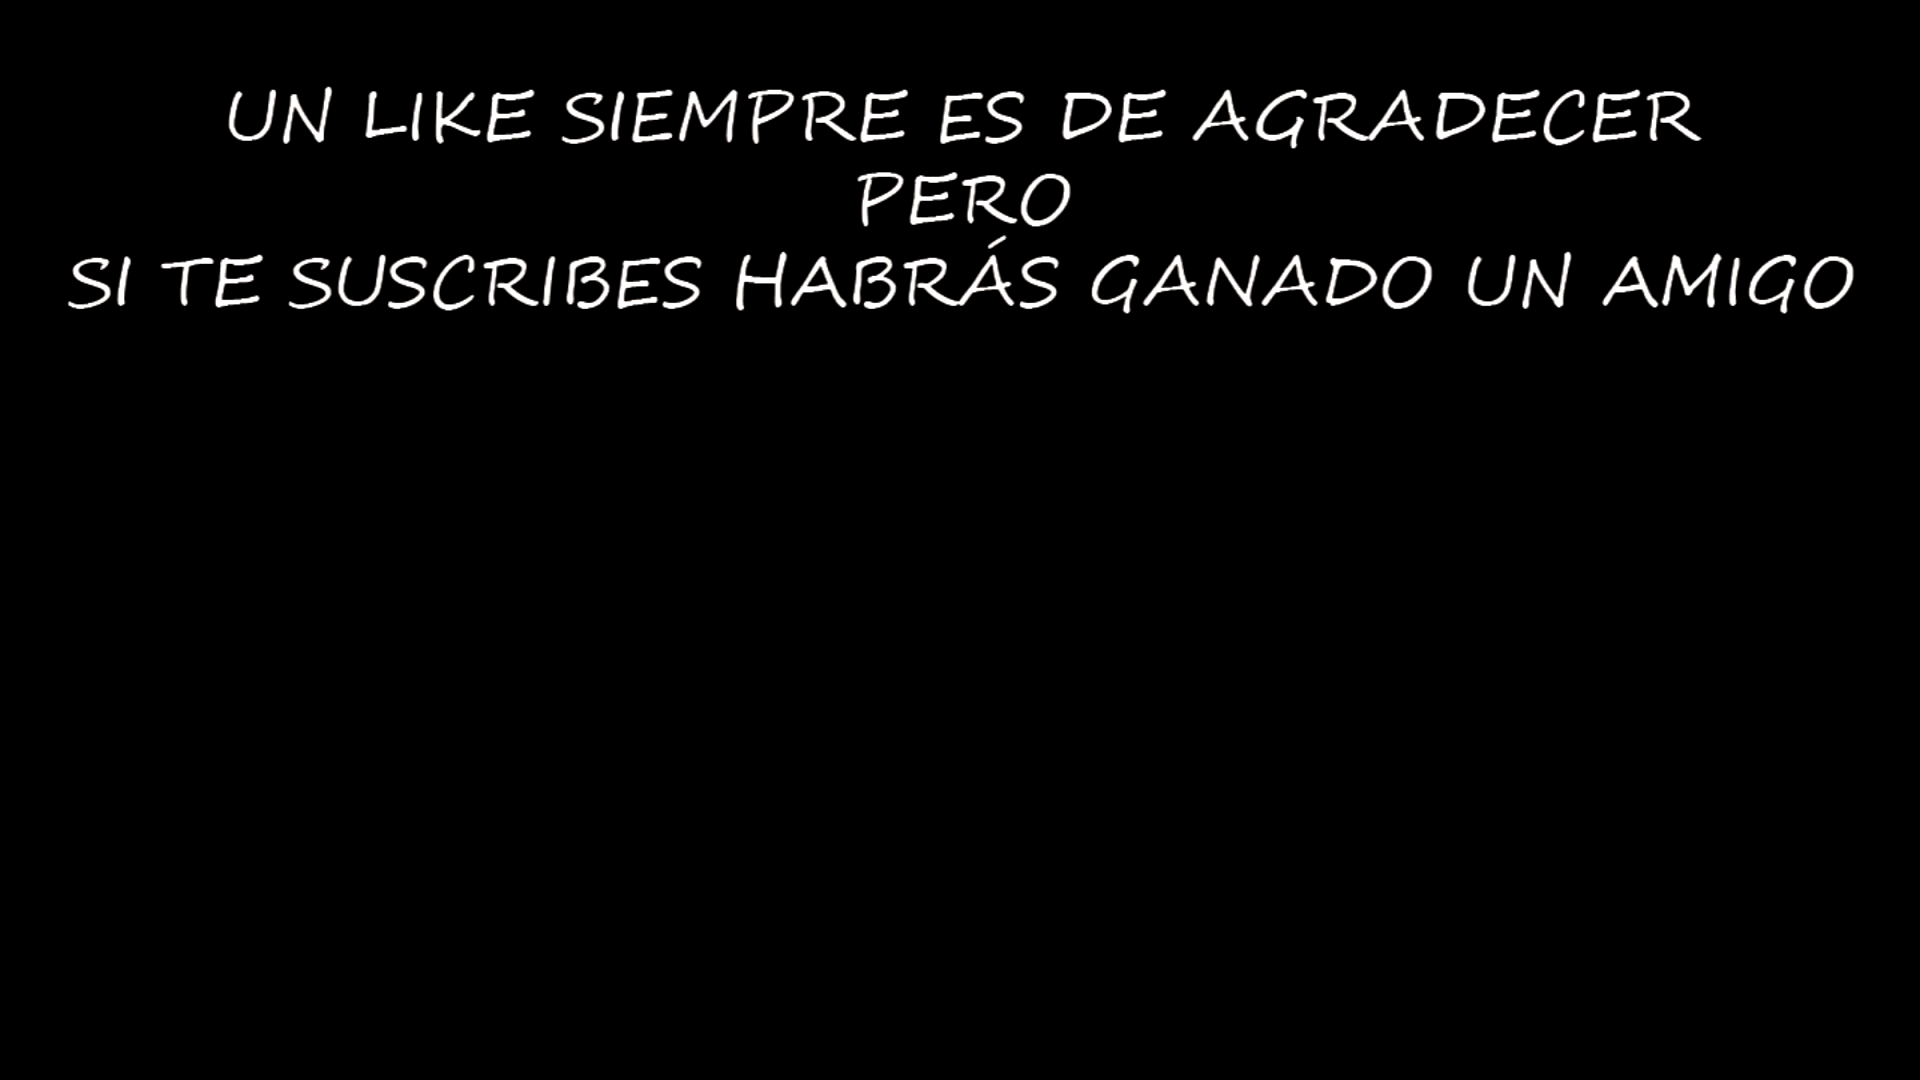 UN LIKE SIEMPRE ES DE AGRADECER
PERO
SI TE SUSCRIBES HABRÁS GANADO UN AMIGO